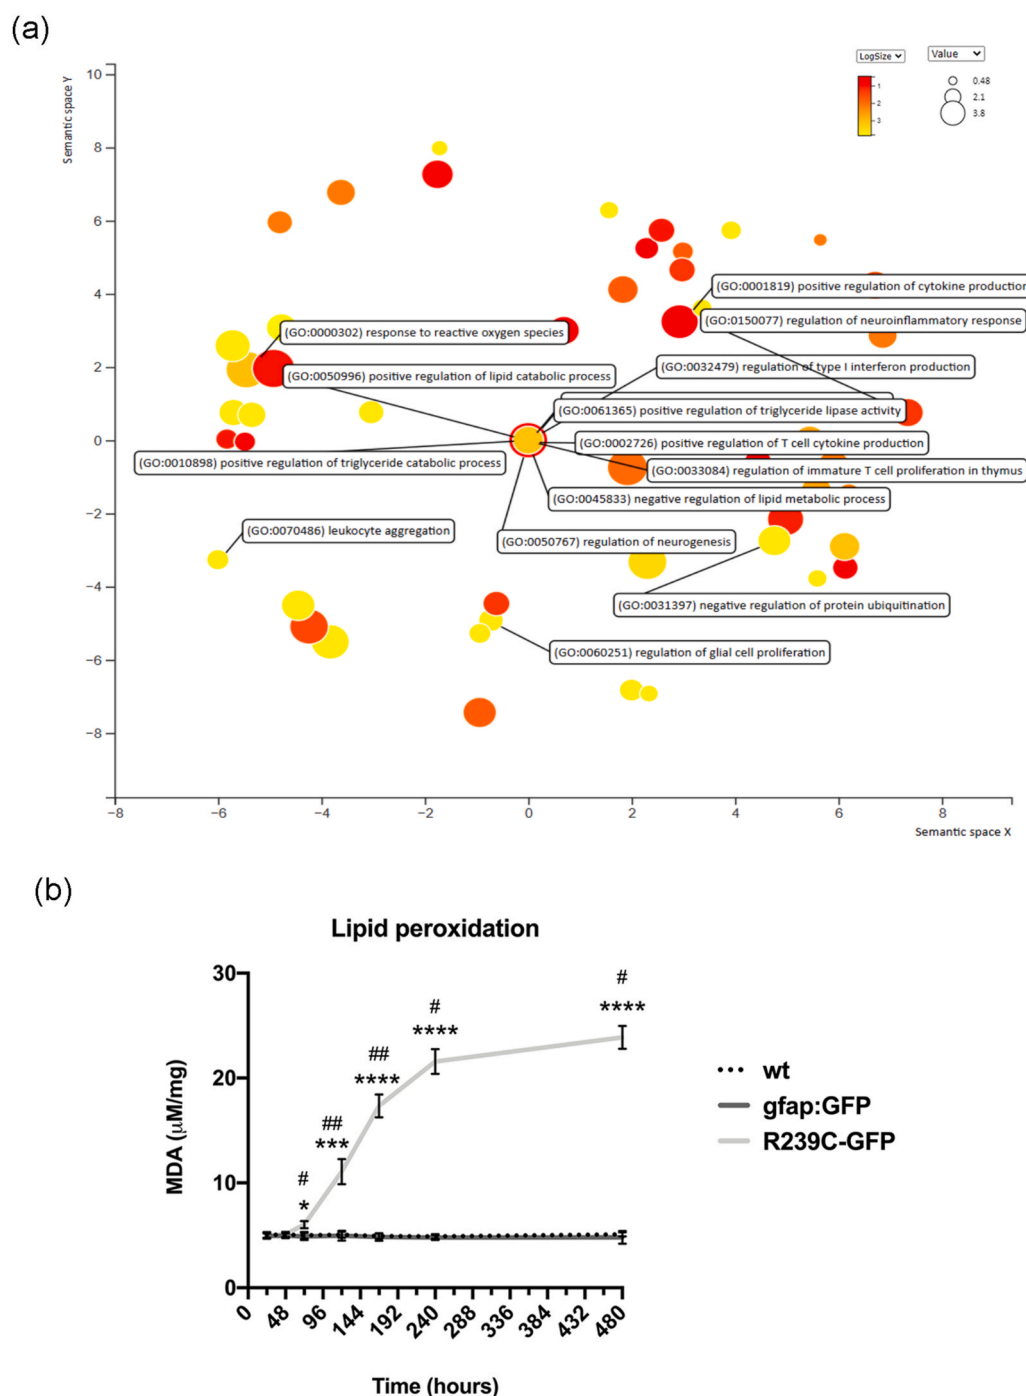 (a)
LogSize
Value
1
2
3
0.48
2.1
3.8
Semantic space Y
10
8
6
4
2
0
−2
−4
−6
−8
(GO:0001819) positive regulation of cytokine production
(GO:0150077) regulation of neuroinflammatory response
(GO:0000302) response to reactive oxygen species
(GO:0032479) regulation of type I interferon production
(GO:0050996) positive regulation of lipid catabolic process
(GO:0061365) positive regulation of triglyceride lipase activity
(GO:0002726) positive regulation of T cell cytokine production
(GO:0010898) positive regulation of triglyceride catabolic process
(GO:0033084) regulation of immature T cell proliferation in thymus
(GO:0045833) negative regulation of lipid metabolic process
(GO:0070486) leukocyte aggregation
(GO:0050767) regulation of neurogenesis
(GO:0031397) negative regulation of protein ubiquitination
(GO:0060251) regulation of glial cell proliferation
−8 −6 −4 −2 0 2 4 6 8
Semantic space X
(b)
Lipid peroxidation
MDA (μM/mg)
30
20
10
0
#
*
##
***
##
****
#
****
#
****
wt
gfap:GFP
R239C-GFP
0 48 96 144 192 240 288 336 384 432 480
Time (hours)